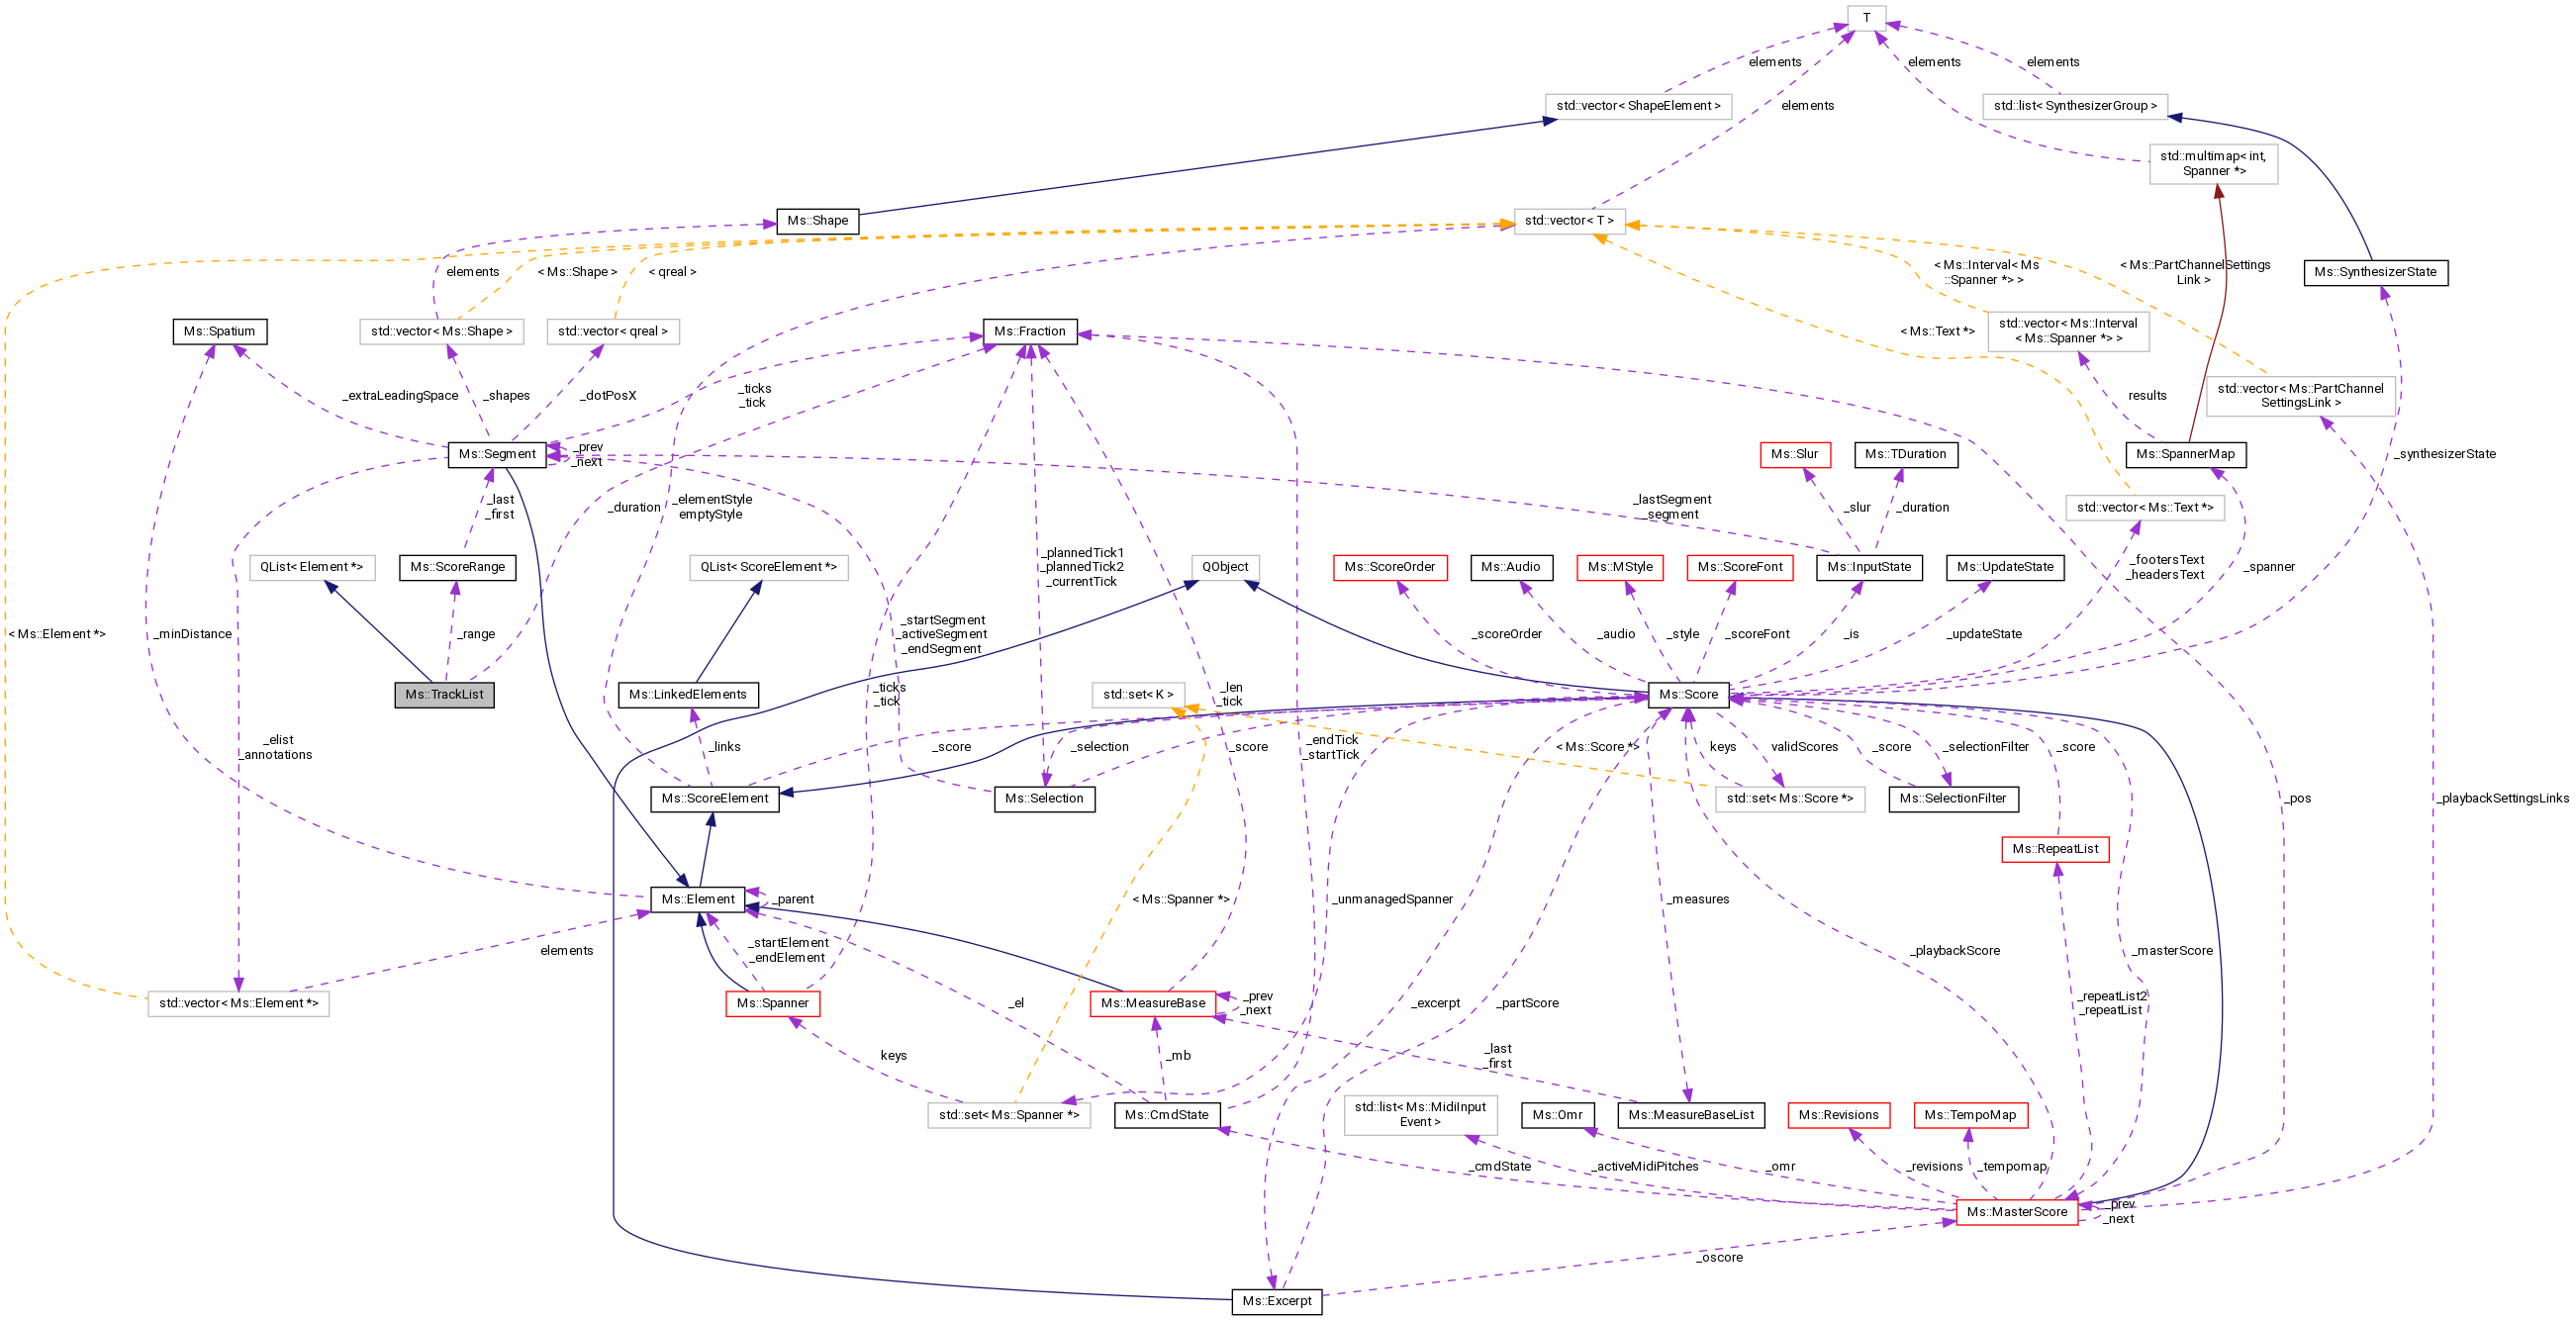 T
elements
elements
elements
elements
std::vector< ShapeElement >
std::list< SynthesizerGroup >
std::multimap< int,
Spanner *>
Ms::Shape
std::vector< T >
elements
< Ms::Shape >
< qreal >
< Ms::Interval< Ms
::Spanner *> >
< Ms::PartChannelSettings
Link >
Ms::SynthesizerState
Ms::Spatium
std::vector< Ms::Shape >
std::vector< qreal >
Ms::Fraction
< Ms::Text *>
std::vector< Ms::Interval
< Ms::Spanner *> >
_extraLeadingSpace
_shapes
_dotPosX
_ticks
_tick
results
std::vector< Ms::PartChannel
SettingsLink >
Ms::Segment
_prev
_next
Ms::Slur
Ms::TDuration
Ms::SpannerMap
_synthesizerState
_last
_first
_duration
_elementStyle
emptyStyle
_lastSegment
_segment
_slur
_duration
std::vector< Ms::Text *>
QList< Element *>
Ms::ScoreRange
QList< ScoreElement *>
_plannedTick1
_plannedTick2
_currentTick
QObject
Ms::ScoreOrder
Ms::Audio
Ms::MStyle
Ms::ScoreFont
Ms::InputState
Ms::UpdateState
_footersText
_headersText
_spanner
< Ms::Element *>
_minDistance
_range
_startSegment
_activeSegment
_endSegment
_scoreOrder
_audio
_style
_scoreFont
_is
_updateState
Ms::TrackList
Ms::LinkedElements
_ticks
_tick
std::set< K >
_len
_tick
Ms::Score
_elist
_annotations
_links
_score
_selection
_score
_endTick
_startTick
< Ms::Score *>
keys
validScores
_score
_selectionFilter
_score
Ms::ScoreElement
Ms::Selection
std::set< Ms::Score *>
Ms::SelectionFilter
_pos
_playbackSettingsLinks
Ms::RepeatList
Ms::Element
_parent
< Ms::Spanner *>
_unmanagedSpanner
_measures
elements
_startElement
_endElement
_playbackScore
_masterScore
std::vector< Ms::Element *>
Ms::Spanner
_el
Ms::MeasureBase
_prev
_next
_excerpt
_partScore
_repeatList2
_repeatList
keys
_mb
_last
_first
std::set< Ms::Spanner *>
Ms::CmdState
std::list< Ms::MidiInput
Event >
Ms::Omr
Ms::MeasureBaseList
Ms::Revisions
Ms::TempoMap
_cmdState
_activeMidiPitches
_omr
_revisions
_tempomap
Ms::MasterScore
_prev
_next
_oscore
Ms::Excerpt